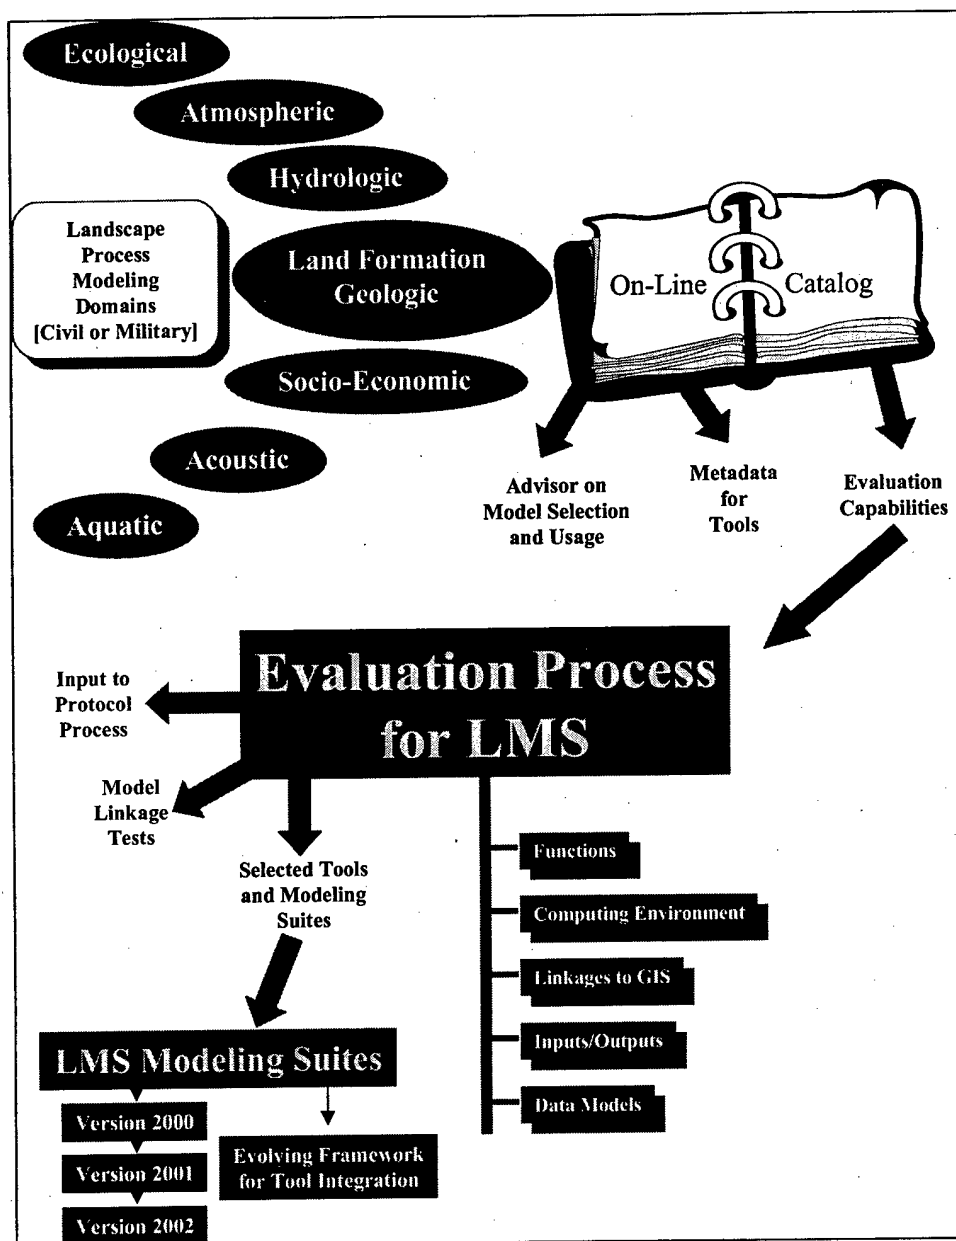 Ecological
Atmospheric
Hydrologic
Landscape
Process
Modeling
Domains
[Civil or Military]
Land Formation
Geologic
On-Line
Catalog
Socio-Economic
Acoustic
Aquatic
Advisor on
Model Selection
and Usage
Metadata
for
Tools
Evaluation
Capabilities
Evaluation Process
for LMS
Input to
Protocol
Process
Model
Linkage
Tests
Selected Tools
and Modeling
Suites
Functions
Computing Environment
Linkages to GIS
Inputs/Outputs
Data Models
LMS Modeling Suites
Version 2000
Version 2001
Version 2002
Evolving Framework
for Tool Integration